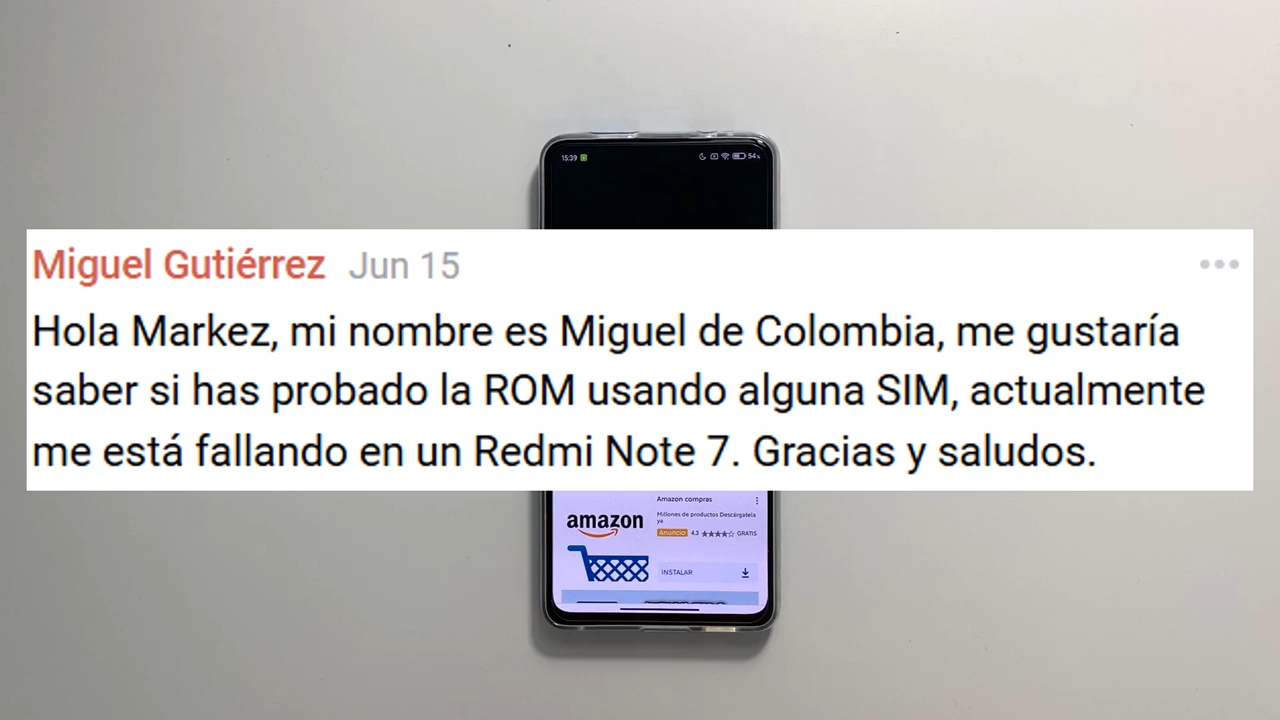 15:39
54%
Miguel Gutiérrez Jun 15
Hola Markez, mi nombre es Miguel de Colombia, me gustaría
saber si has probado la ROM usando alguna SIM, actualmente
me está fallando en un Redmi Note 7. Gracias y saludos.
Amazon compras
Millones de productos Descárgatela
ya
amazon
Anuncio 4,3 GRATIS
INSTALAR